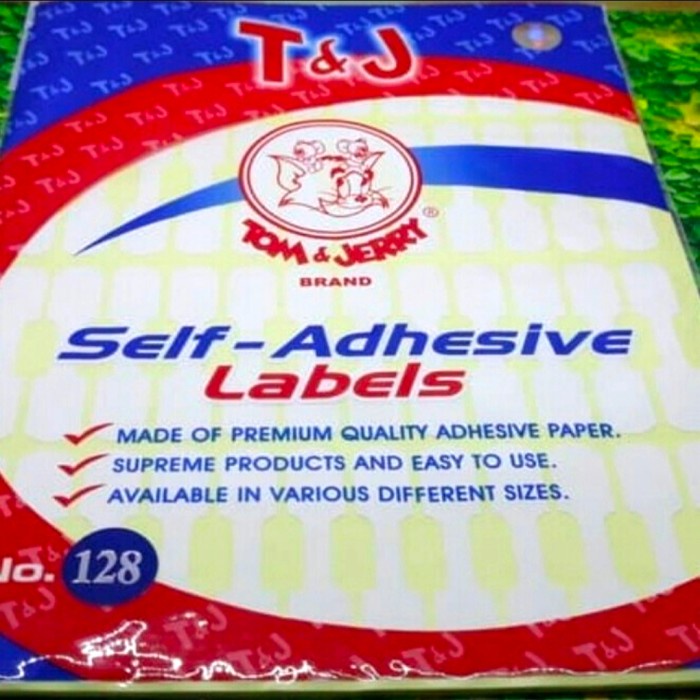 T&J
TOM & JERRY ®
BRAND
Self-Adhesive
Labels
MADE OF PREMIUM QUALITY ADHESIVE PAPER.
SUPREME PRODUCTS AND EASY TO USE.
AVAILABLE IN VARIOUS DIFFERENT SIZES.
No. 128
T&J